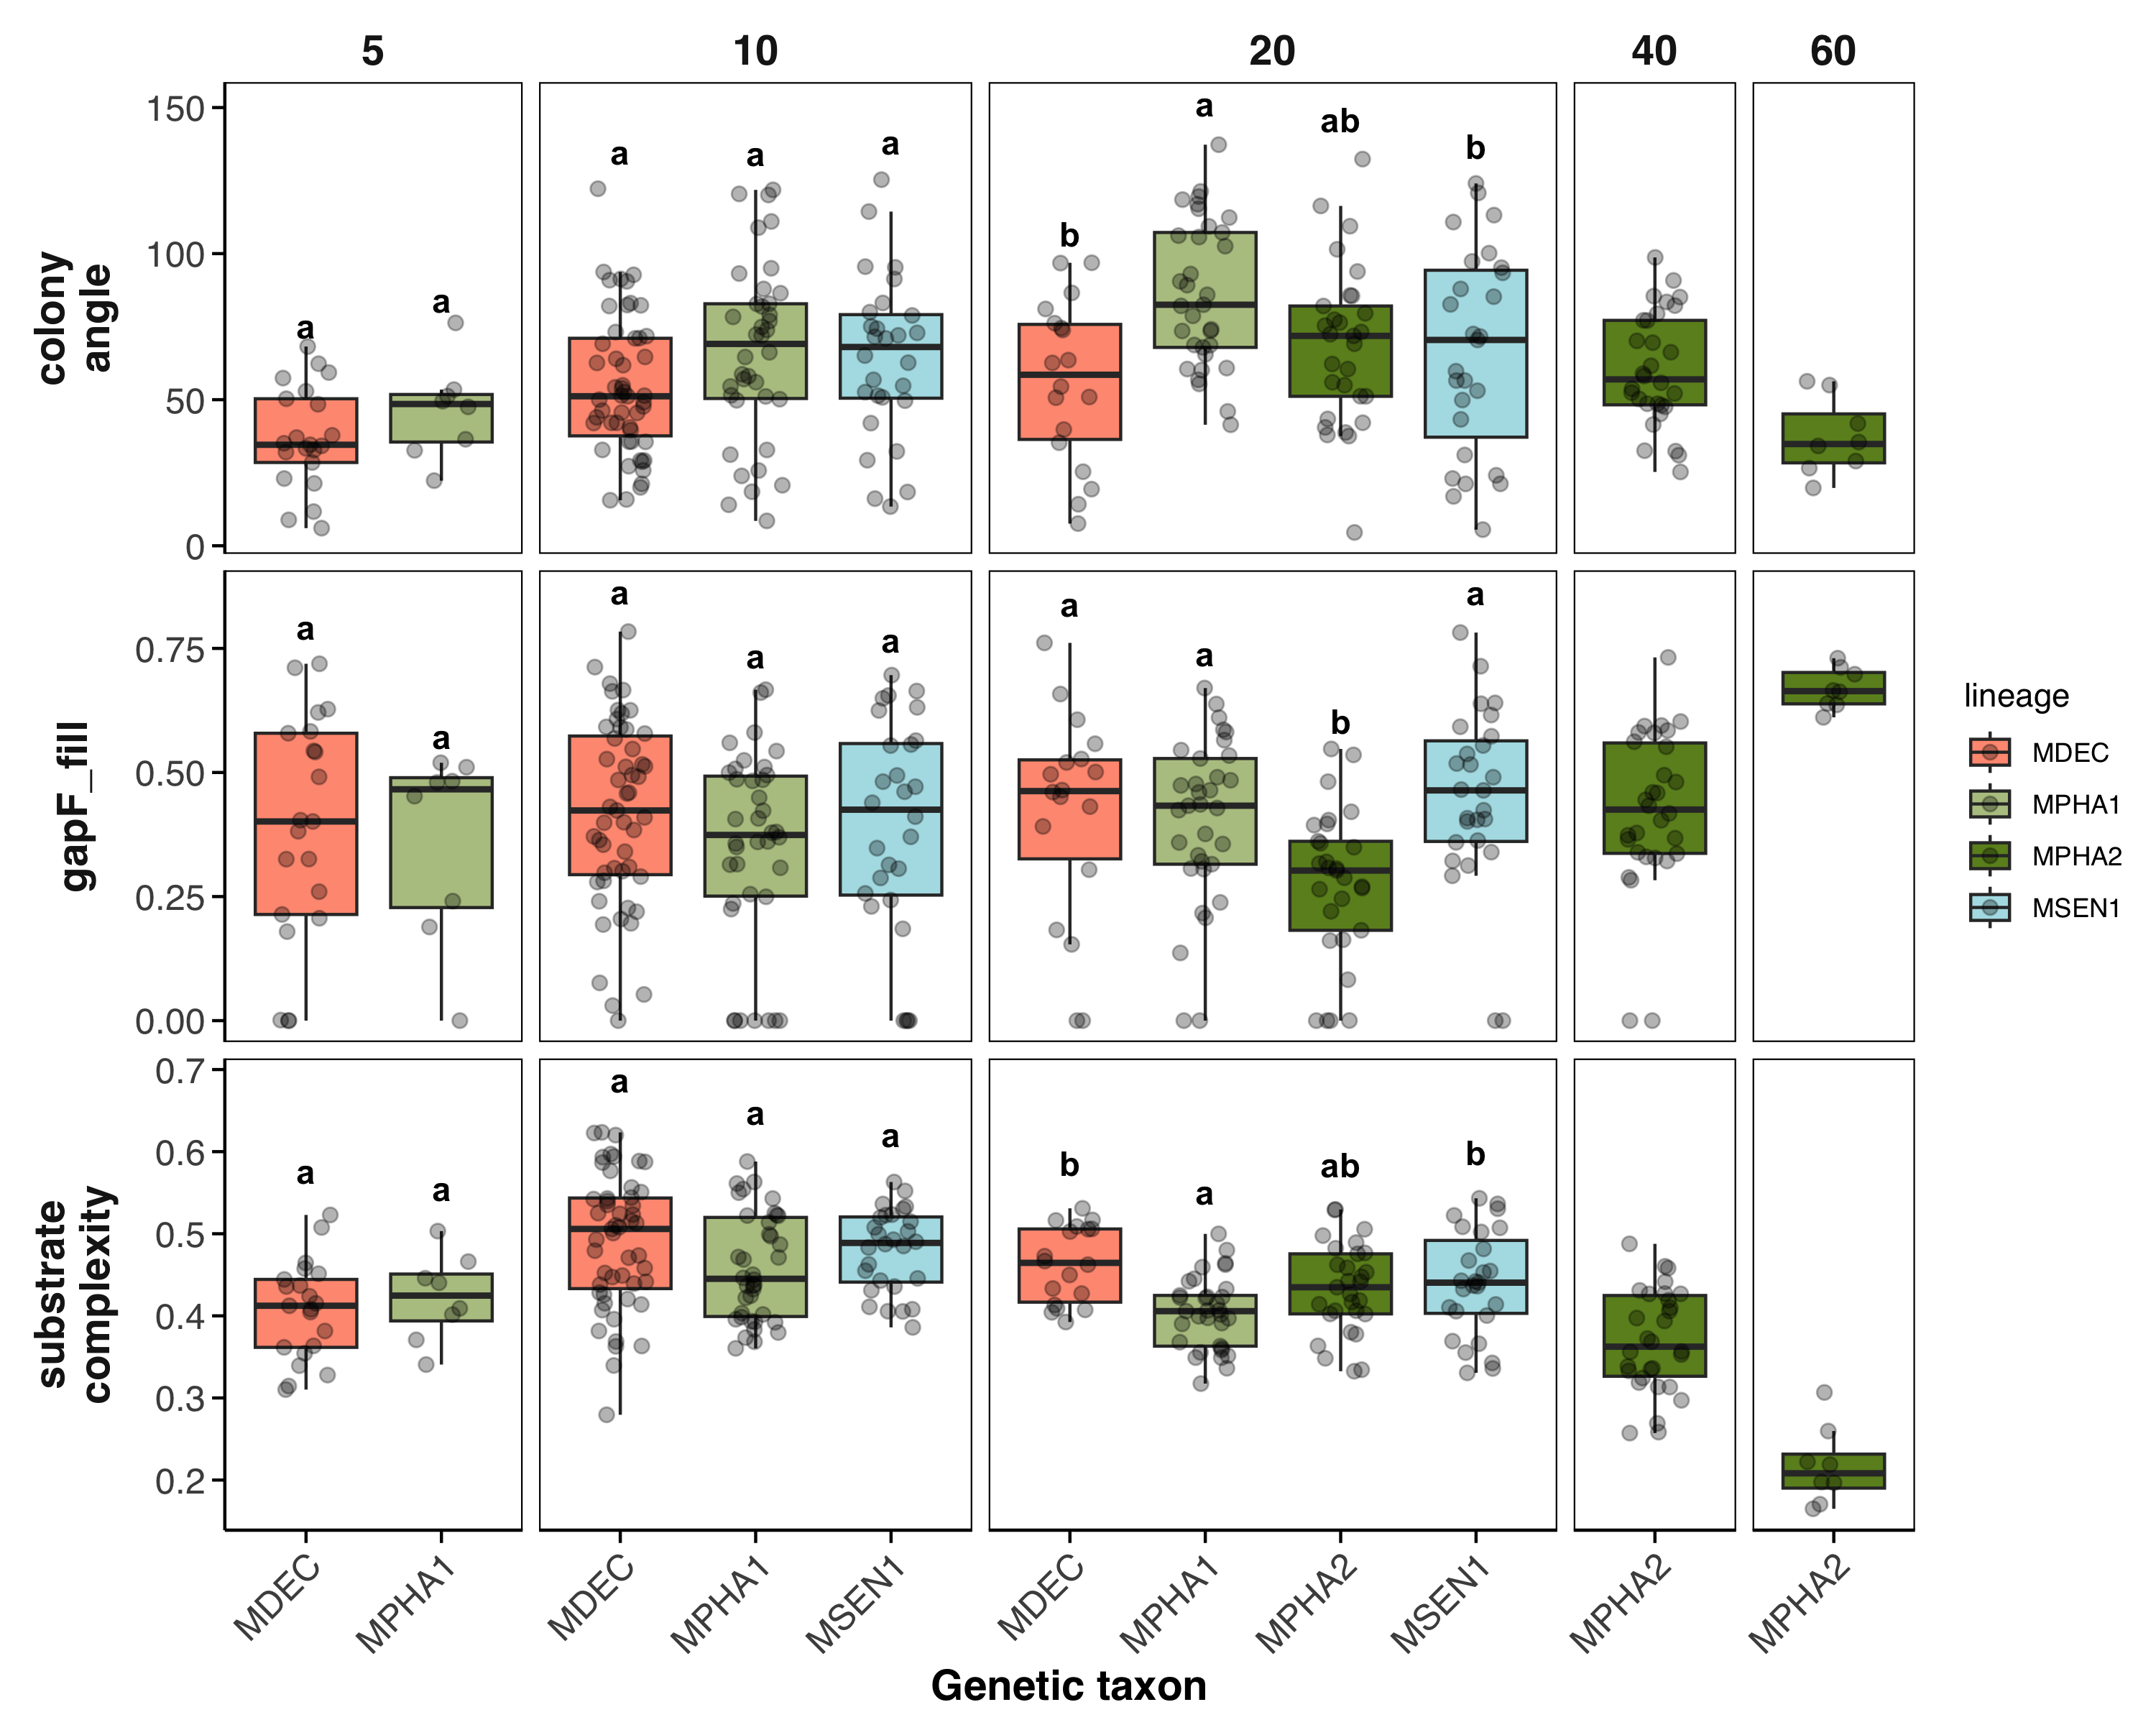 5 10 20 40 60
colony
angle
150
100
50
0
a a
a a a
b a ab b
gapF_fill
0.75
0.50
0.25
0.00
a a
a a a
a a b a
lineage
MDEC
MPHA1
MPHA2
MSEN1
substrate
complexity
0.7
0.6
0.5
0.4
0.3
0.2
a a
a a a
b a ab b
MDEC MPHA1 MDEC MPHA1 MSEN1 MDEC MPHA1 MPHA2 MSEN1 MPHA2 MPHA2
Genetic taxon